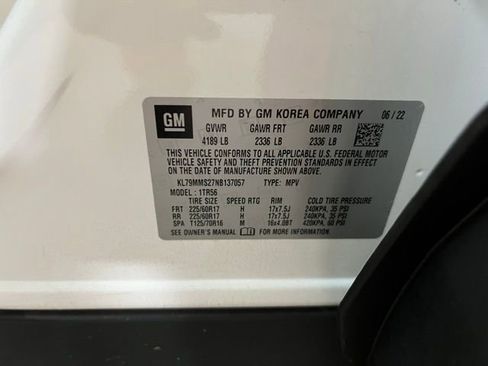 GM MFD BY GM KOREA COMPANY 06/22
GVWR GAWR FRT GAWR RR
4189 LB 2336 LB 2336 LB
THIS VEHICLE CONFORMS TO ALL APPLICABLE U.S. FEDERAL MOTOR
VEHICLE SAFETY AND THEFT PREVENTION STANDARDS IN EFFECT
ON THE DATE OF MANUFACTURE SHOWN ABOVE.
KL79MMS27NB137057 TYPE: MPV
MODEL: 1TR56
TIRE SIZE SPEED RTG RIM COLD TIRE PRESSURE
FRT 225/60R17 H 17x7.5J 240KPA, 35 PSI
RR 225/60R17 H 17x7.5J 240KPA, 35 PSI
SPA T125/70R16 M 16x4.0BT 420KPA, 60 PSI
SEE OWNER'S MANUAL FOR MORE INFORMATION.